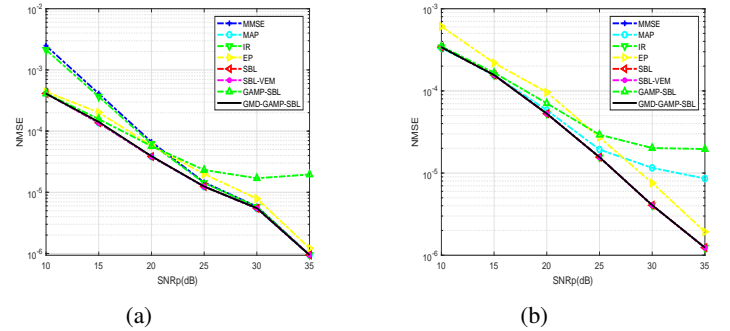 10^-2
10^-3
10^-4
10^-5
10^-6
NMSE
10
15
20
25
30
35
SNRp(dB)
MMSE
MAP
IR
EP
SBL
SBL-VEM
GAMP-SBL
GMD-GAMP-SBL
(a)
10^-3
10^-4
10^-5
10^-6
NMSE
10
15
20
25
30
35
SNRp(dB)
MMSE
MAP
IR
EP
SBL
SBL-VEM
GAMP-SBL
GMD-GAMP-SBL
(b)